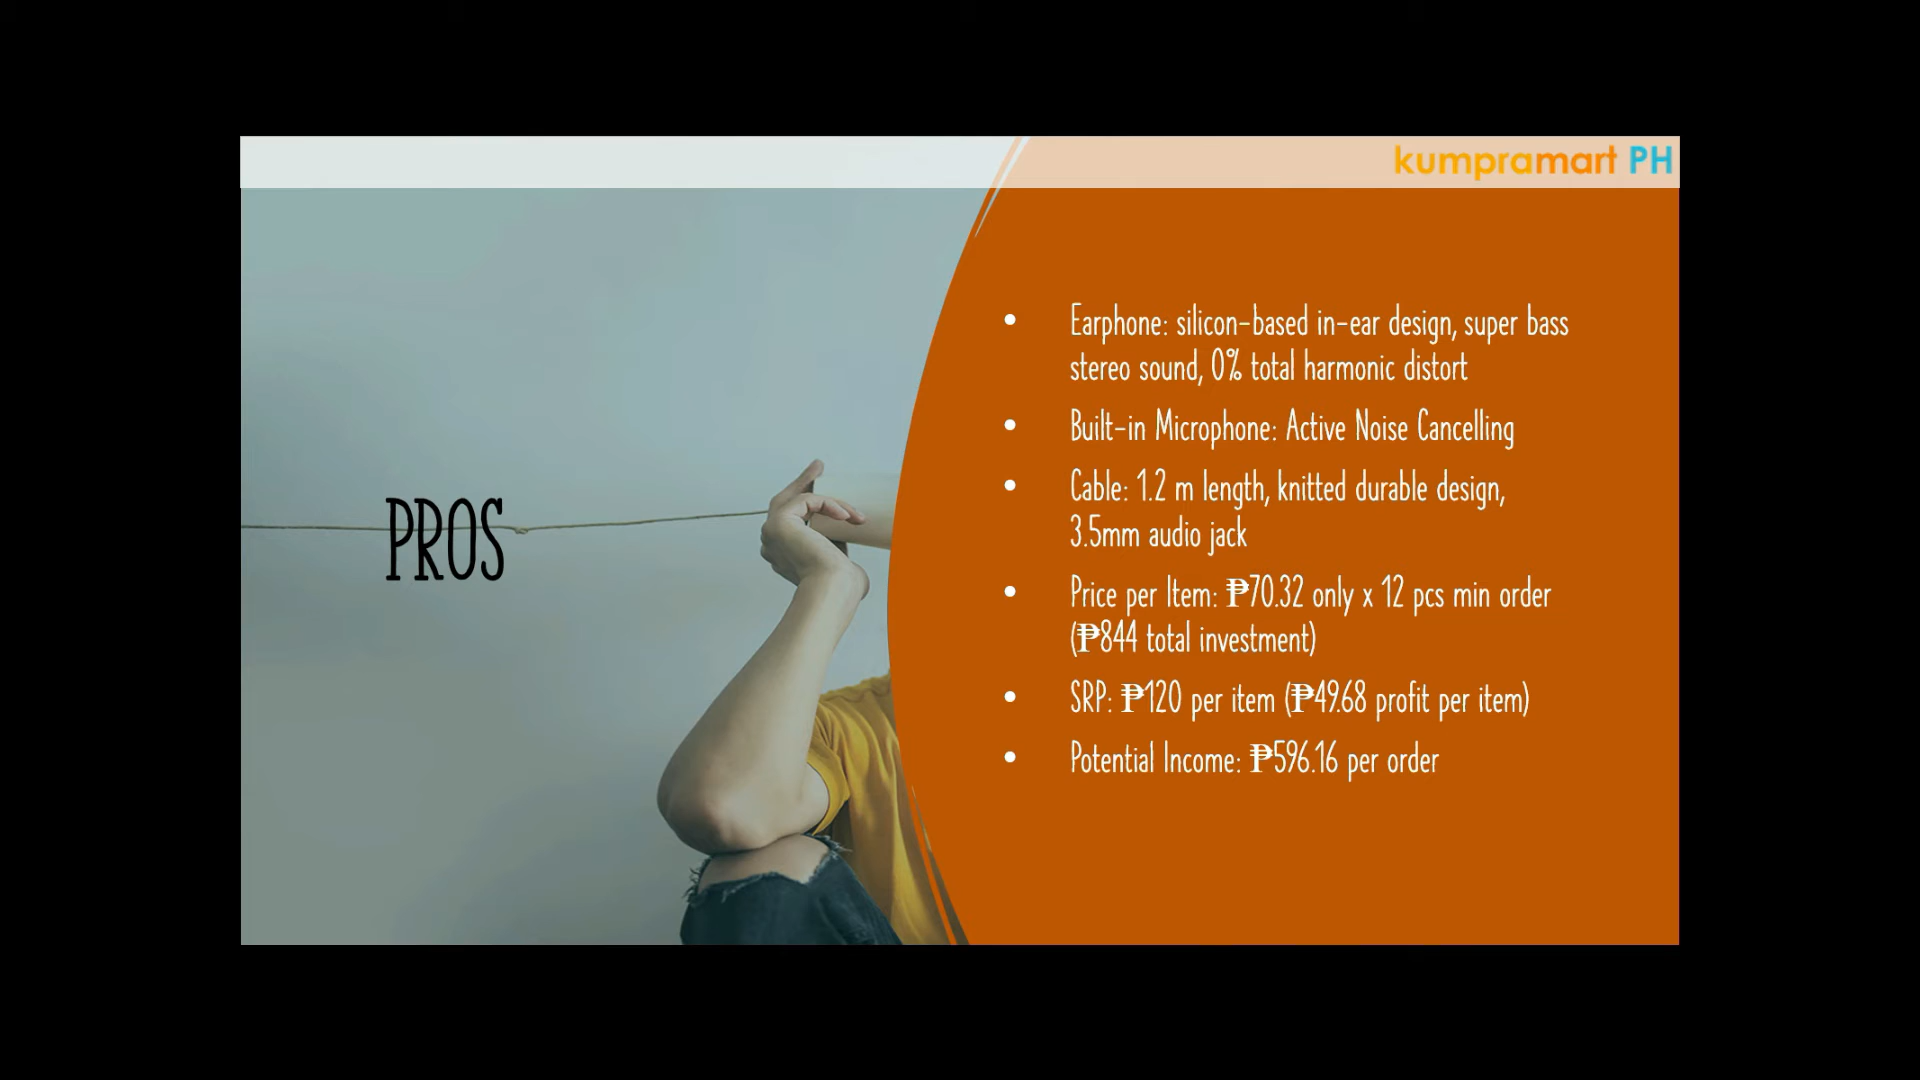 kumpramart PH
PROS
• Earphone: silicon-based in-ear design, super bass
stereo sound, 0% total harmonic distort
• Built-in Microphone: Active Noise Cancelling
• Cable: 1.2 m length, knitted durable design,
3.5mm audio jack
• Price per Item: ₱70.32 only x 12 pcs min order
(₱844 total investment)
• SRP: ₱120 per item (₱49.68 profit per item)
• Potential Income: ₱596.16 per order